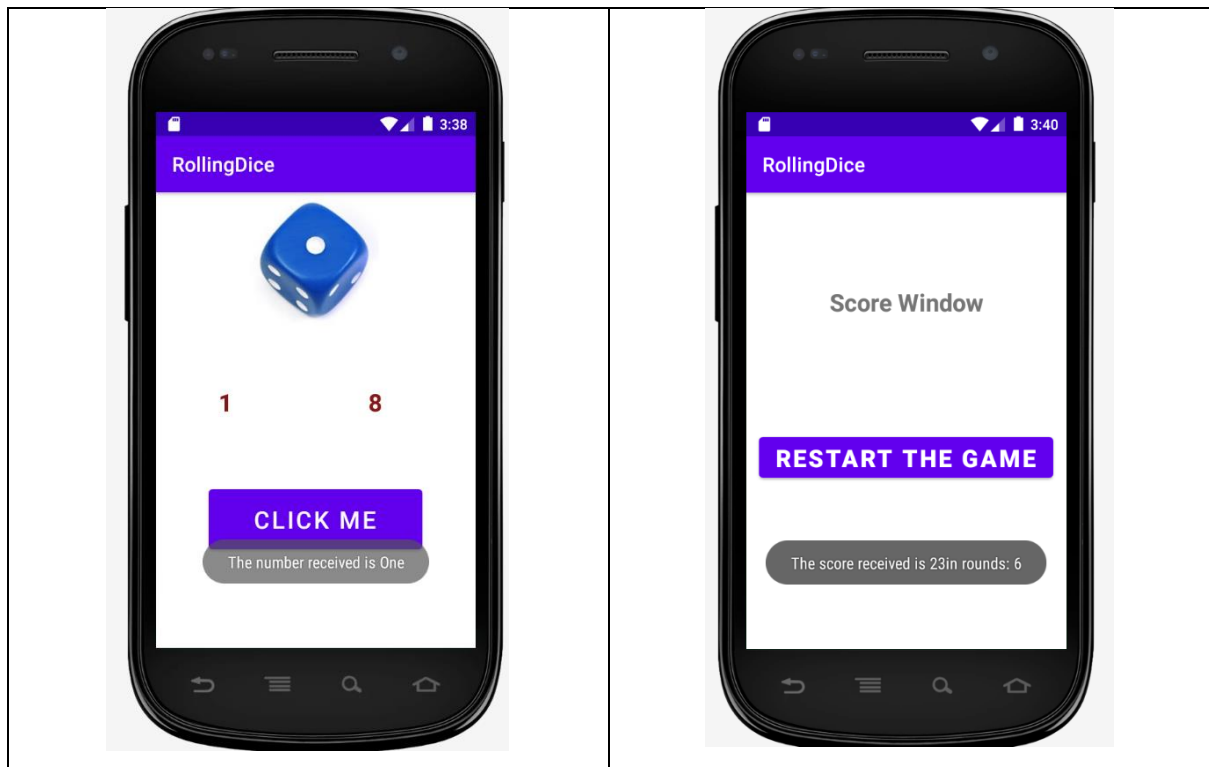 3:38
RollingDice
1 8
CLICK ME
The number received is One
3:40
RollingDice
Score Window
RESTART THE GAME
The score received is 23in rounds: 6